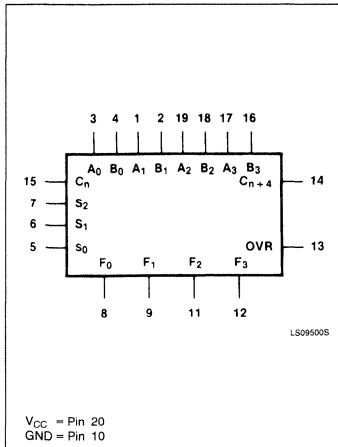 3 4 1 2 19 18 17 16
A0 B0 A1 B1 A2 B2 A3 B3
15 Cn Cn+4 14
7 S2
6 S1
5 S0 OVR 13
F0 F1 F2 F3
8 9 11 12
LS09500S
VCC = Pin 20
GND = Pin 10